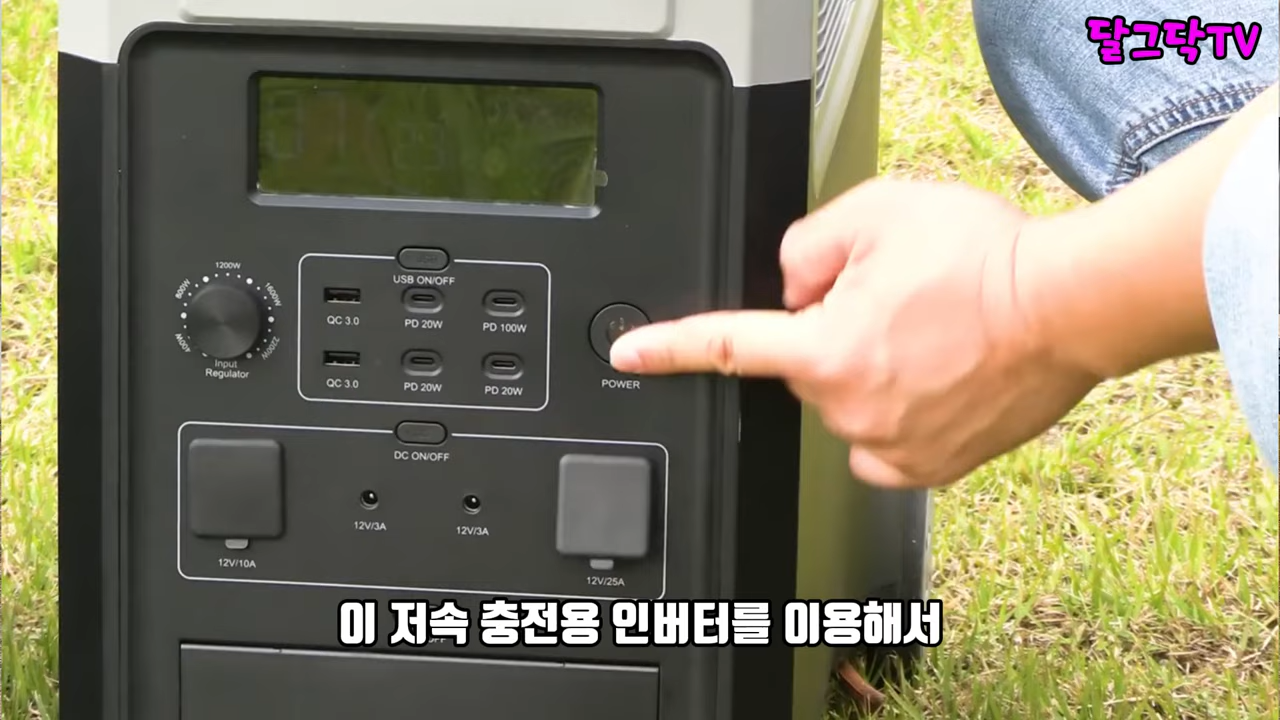 달그닥TV
1200W
800W
1600W
400W
2200W
Input
Regulator
USB ON/OFF
QC 3.0
PD 20W
PD 100W
QC 3.0
PD 20W
PD 20W
POWER
DC ON/OFF
12V/3A
12V/3A
12V/10A
12V/25A
이 저속 충전용 인버터를 이용해서